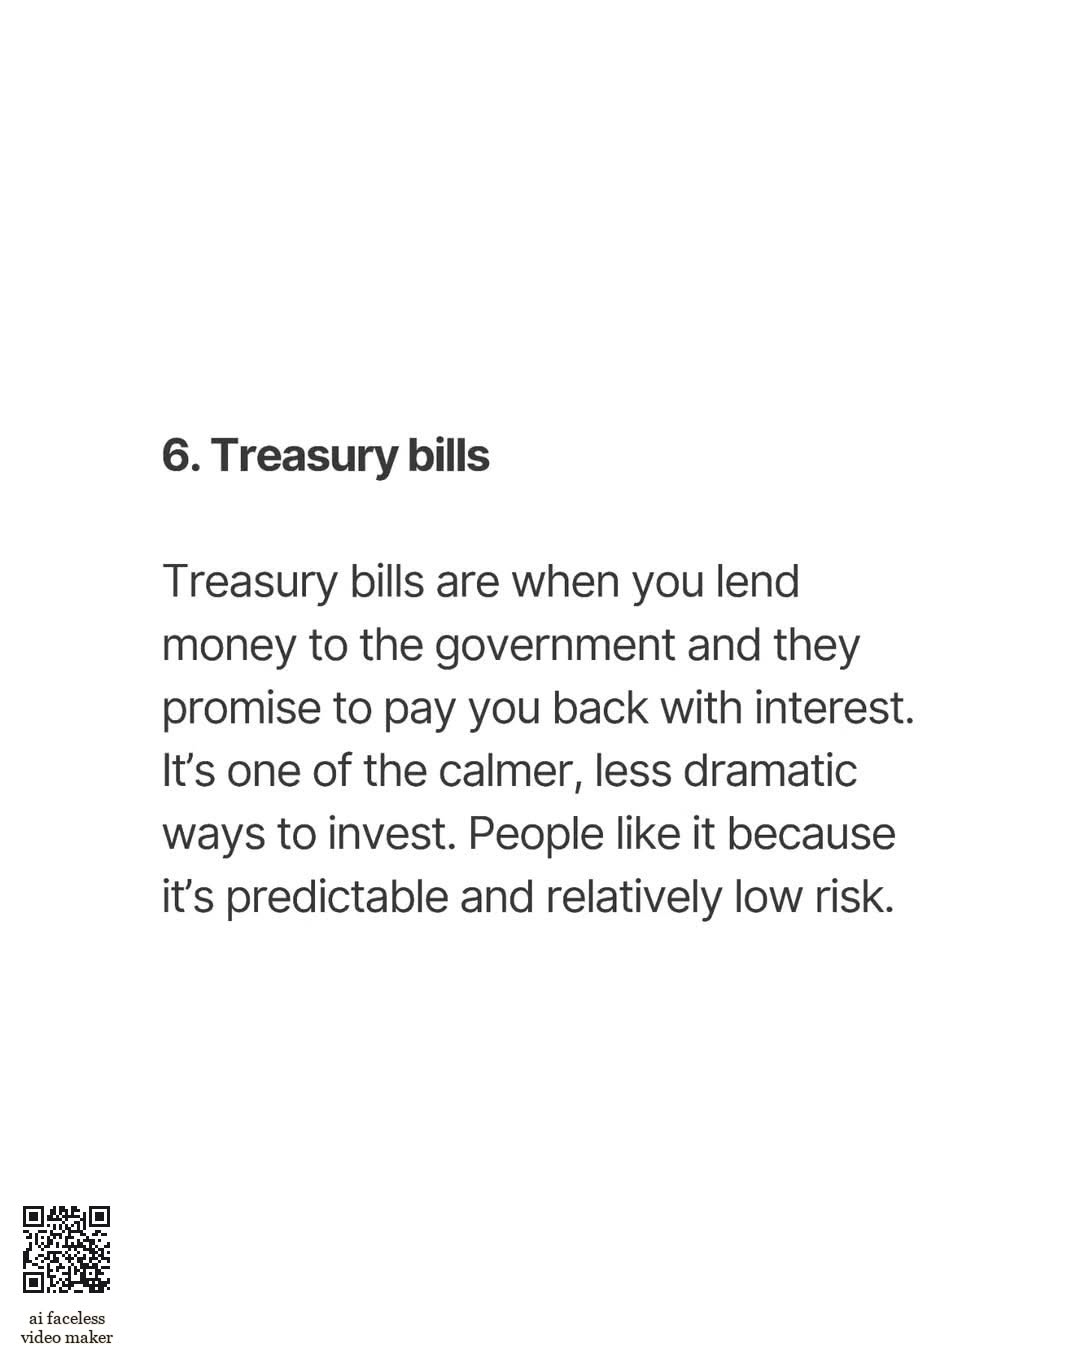 6. Treasury bills
Treasury bills are when you lend
money to the government and they
promise to pay you back with interest.
It’s one of the calmer, less dramatic
ways to invest. People like it because
it’s predictable and relatively low risk.
ai faceless
video maker